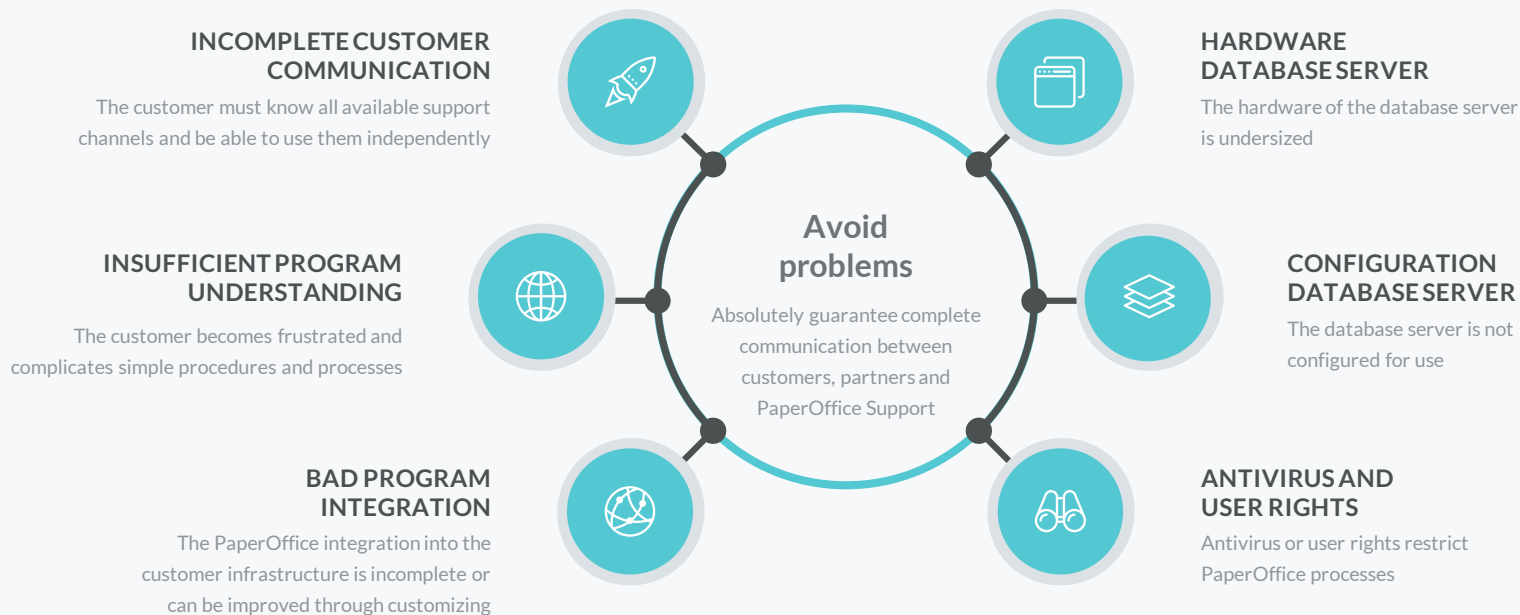 INCOMPLETE CUSTOMER
COMMUNICATION
The customer must know all available support
channels and be able to use them independently
INSUFFICIENT PROGRAM
UNDERSTANDING
The customer becomes frustrated and
complicates simple procedures and processes
BAD PROGRAM
INTEGRATION
The PaperOffice integration into the
customer infrastructure is incomplete or
can be improved through customizing
Avoid
problems
Absolutely guarantee complete
communication between
customers, partners and
PaperOffice Support
HARDWARE
DATABASE SERVER
The hardware of the database server
is undersized
CONFIGURATION
DATABASE SERVER
The database server is not
configured for use
ANTIVIRUS AND
USER RIGHTS
Antivirus or user rights restrict
PaperOffice processes